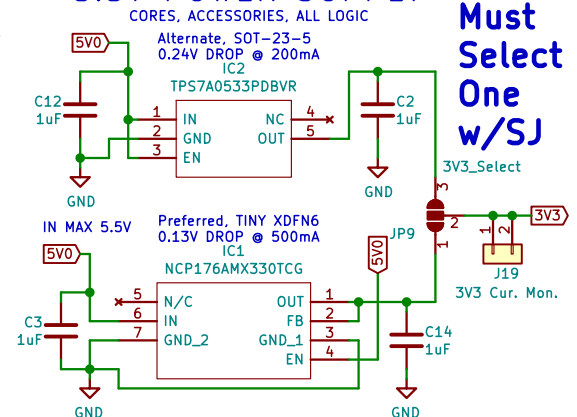 CORES, ACCESSORIES, ALL LOGIC
Must
Select
One
w/SJ
5V0
Alternate, SOT-23-5
0.24V DROP @ 200mA
IC2
TPS7A0533PDBVR
C12
1uF
1 IN
2 GND
3 EN
NC 4
OUT 5
C2
1uF
GND
GND
3V3_Select
3
2
1
JP9
3V3
1 2
J19
3V3 Cur. Mon.
IN MAX 5.5V
5V0
Preferred, TINY XDFN6
0.13V DROP @ 500mA
IC1
NCP176AMX330TCG
5V0
C3
1uF
5 N/C
6 IN
7 GND_2
OUT 1
FB 2
GND_1 3
EN 4
C14
1uF
GND
GND